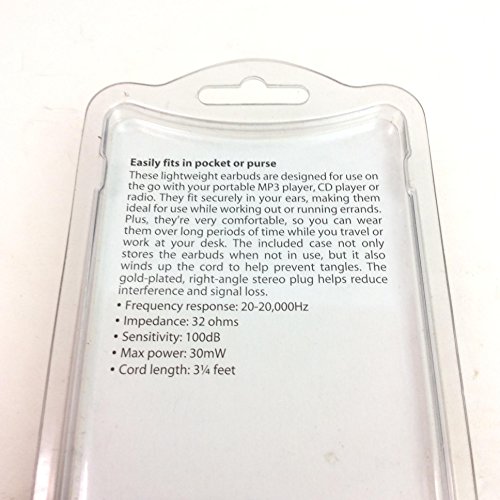 Easily fits in pocket or purse
These lightweight earbuds are designed for use on
the go with your portable MP3 player, CD player or
radio. They fit securely in your ears, making them
ideal for use while working out or running errands.
Plus, they're very comfortable, so you can wear
them over long periods of time while you travel or
work at your desk. The included case not only
stores the earbuds when not in use, but it also
winds up the cord to help prevent tangles. The
gold-plated, right-angle stereo plug helps reduce
interference and signal loss.
• Frequency response: 20-20,000Hz
• Impedance: 32 ohms
• Sensitivity: 100dB
• Max power: 30mW
• Cord length: 3¼ feet